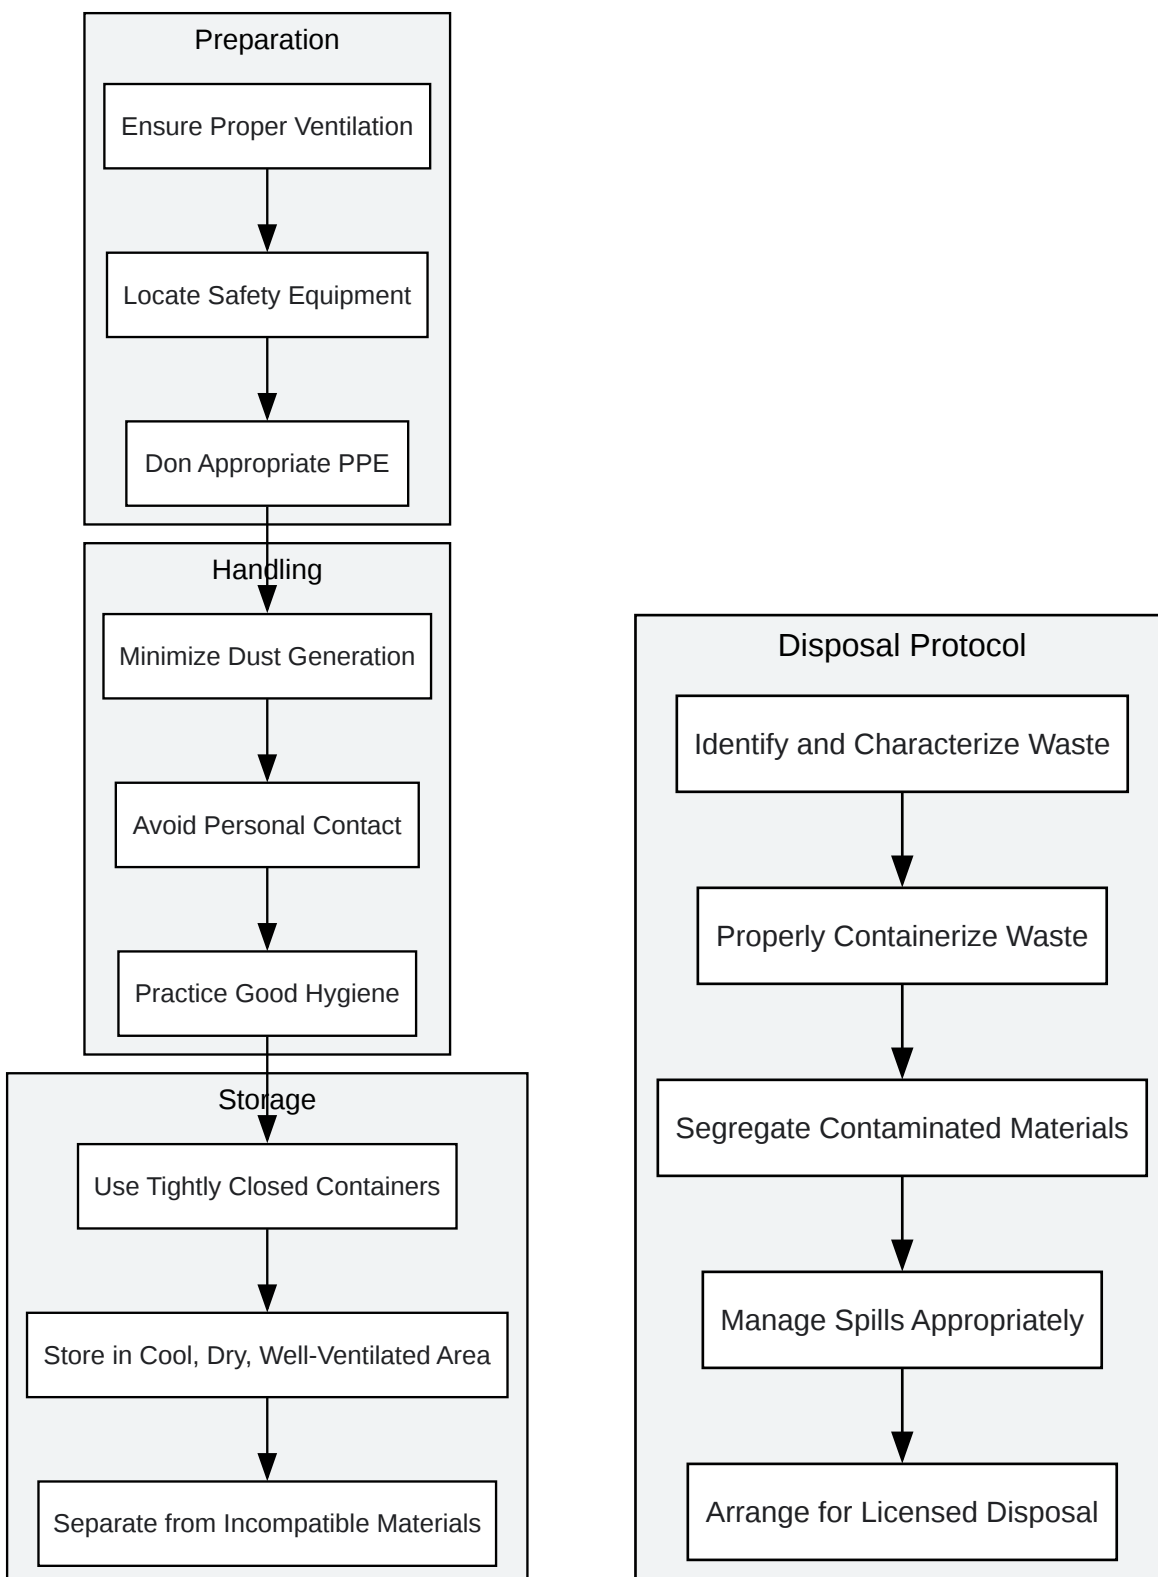 Preparation
Ensure Proper Ventilation
Locate Safety Equipment
Don Appropriate PPE
Handling
Minimize Dust Generation
Avoid Personal Contact
Practice Good Hygiene
Storage
Use Tightly Closed Containers
Store in Cool, Dry, Well-Ventilated Area
Separate from Incompatible Materials
Disposal Protocol
Identify and Characterize Waste
Properly Containerize Waste
Segregate Contaminated Materials
Manage Spills Appropriately
Arrange for Licensed Disposal